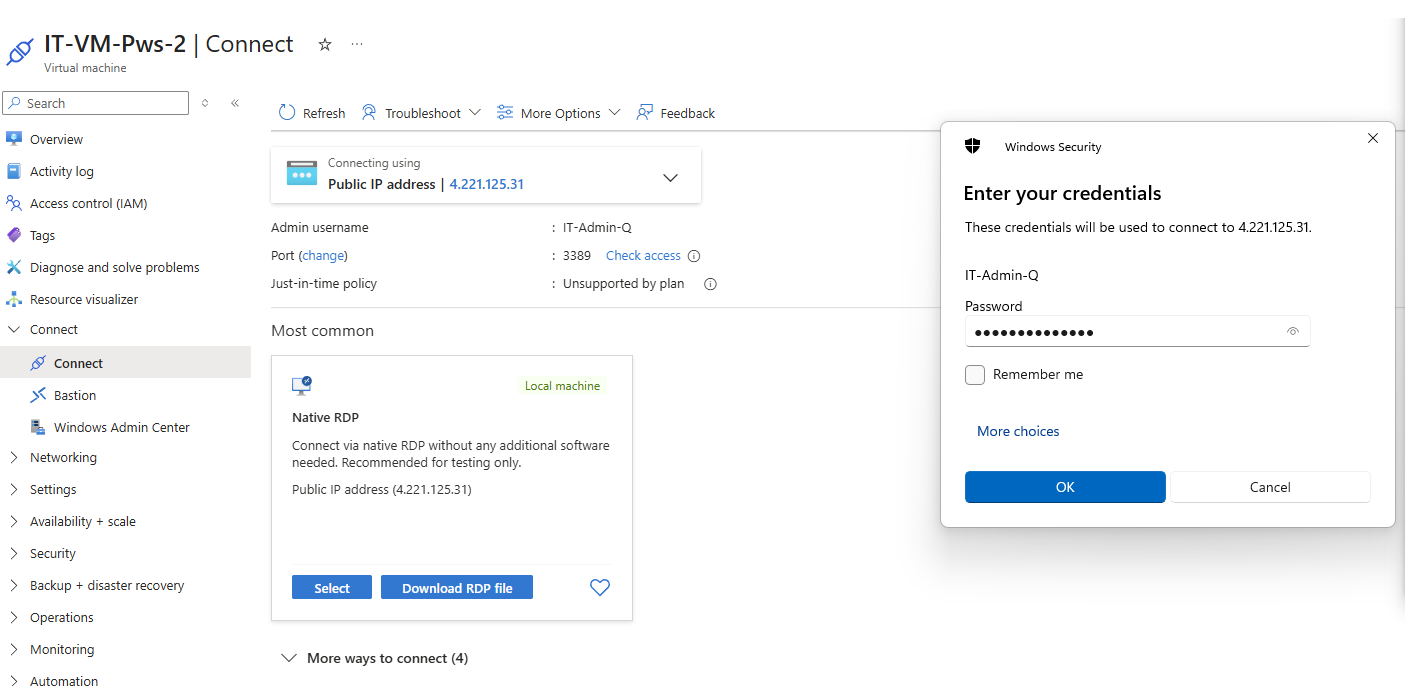 IT-VM-Pws-2 | Connect
Virtual machine
Search
Overview
Activity log
Access control (IAM)
Tags
Diagnose and solve problems
Resource visualizer
Connect
Connect
Bastion
Windows Admin Center
Networking
Settings
Availability + scale
Security
Backup + disaster recovery
Operations
Monitoring
Automation
Refresh
Troubleshoot
More Options
Feedback
Connecting using
Public IP address | 4.221.125.31
Admin username : IT-Admin-Q
Port (change) : 3389 Check access
Just-in-time policy : Unsupported by plan
Most common
Local machine
Native RDP
Connect via native RDP without any additional software
needed. Recommended for testing only.
Public IP address (4.221.125.31)
Select
Download RDP file
More ways to connect (4)
Windows Security
Enter your credentials
These credentials will be used to connect to 4.221.125.31.
IT-Admin-Q
Password
●●●●●●●●●●●●●●
Remember me
More choices
OK
Cancel